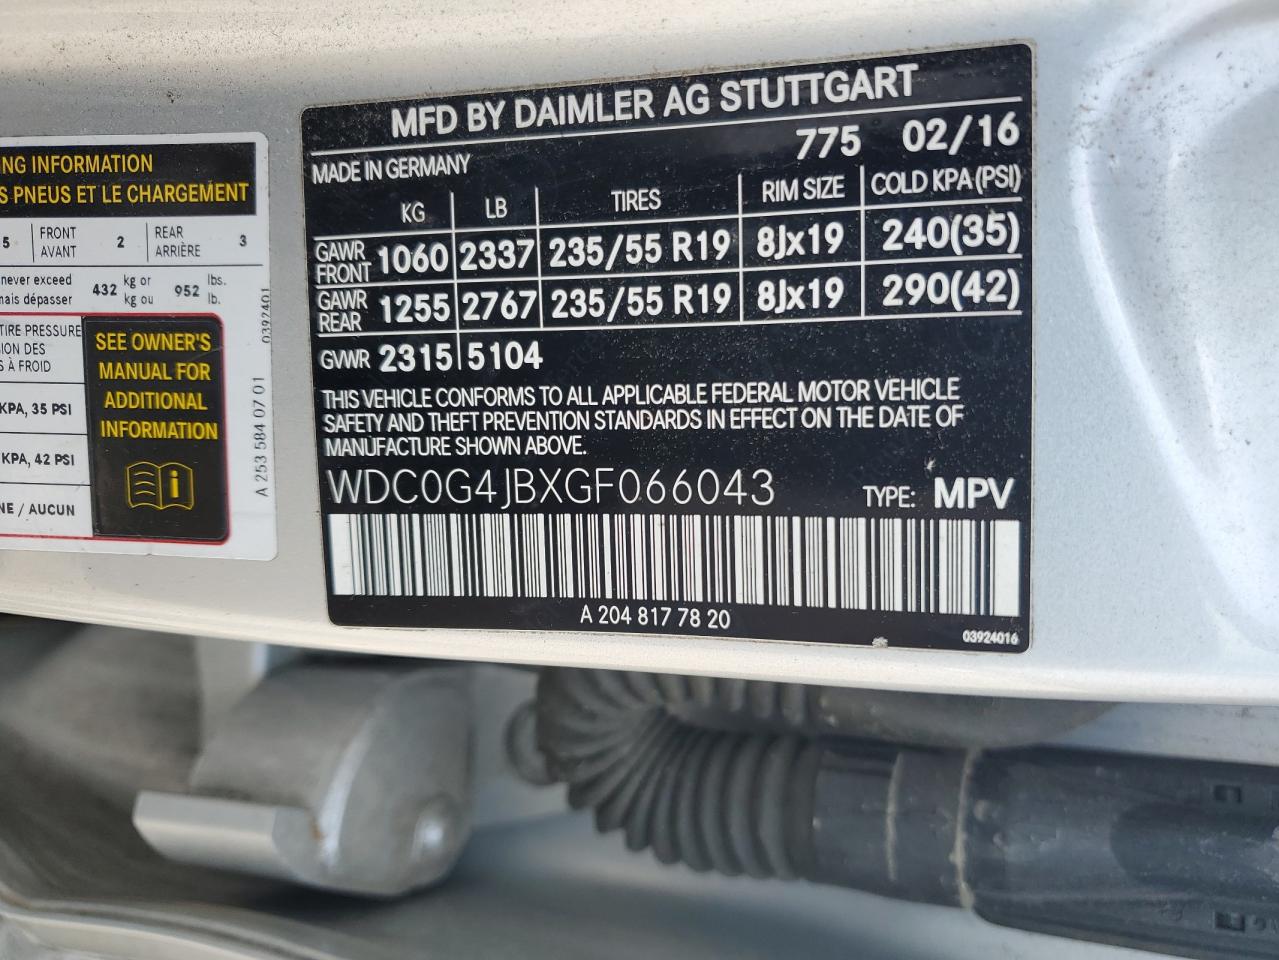 MFD BY DAIMLER AG STUTTGART
775 02/16
MADE IN GERMANY
KG LB TIRES RIM SIZE COLD KPA (PSI)
GAWR FRONT 1060 2337 235/55 R19 8Jx19 240(35)
GAWR REAR 1255 2767 235/55 R19 8Jx19 290(42)
GVWR 2315 5104
THIS VEHICLE CONFORMS TO ALL APPLICABLE FEDERAL MOTOR VEHICLE
SAFETY AND THEFT PREVENTION STANDARDS IN EFFECT ON THE DATE OF
MANUFACTURE SHOWN ABOVE.
WDC0G4JBXGF066043 TYPE: MPV
A 204 817 78 20
03924016
INFORMATION
PNEUS ET LE CHARGEMENT
5 FRONT AVANT 2 REAR ARRIÈRE 3
never exceed 432 kg or 952 lbs.
dépasser kg ou lb.
TIRE PRESSURE
DES
À FROID
KPA, 35 PSI
KPA, 42 PSI
/ AUCUN
SEE OWNER'S
MANUAL FOR
ADDITIONAL
INFORMATION
i
0392401
A 253 584 07 01